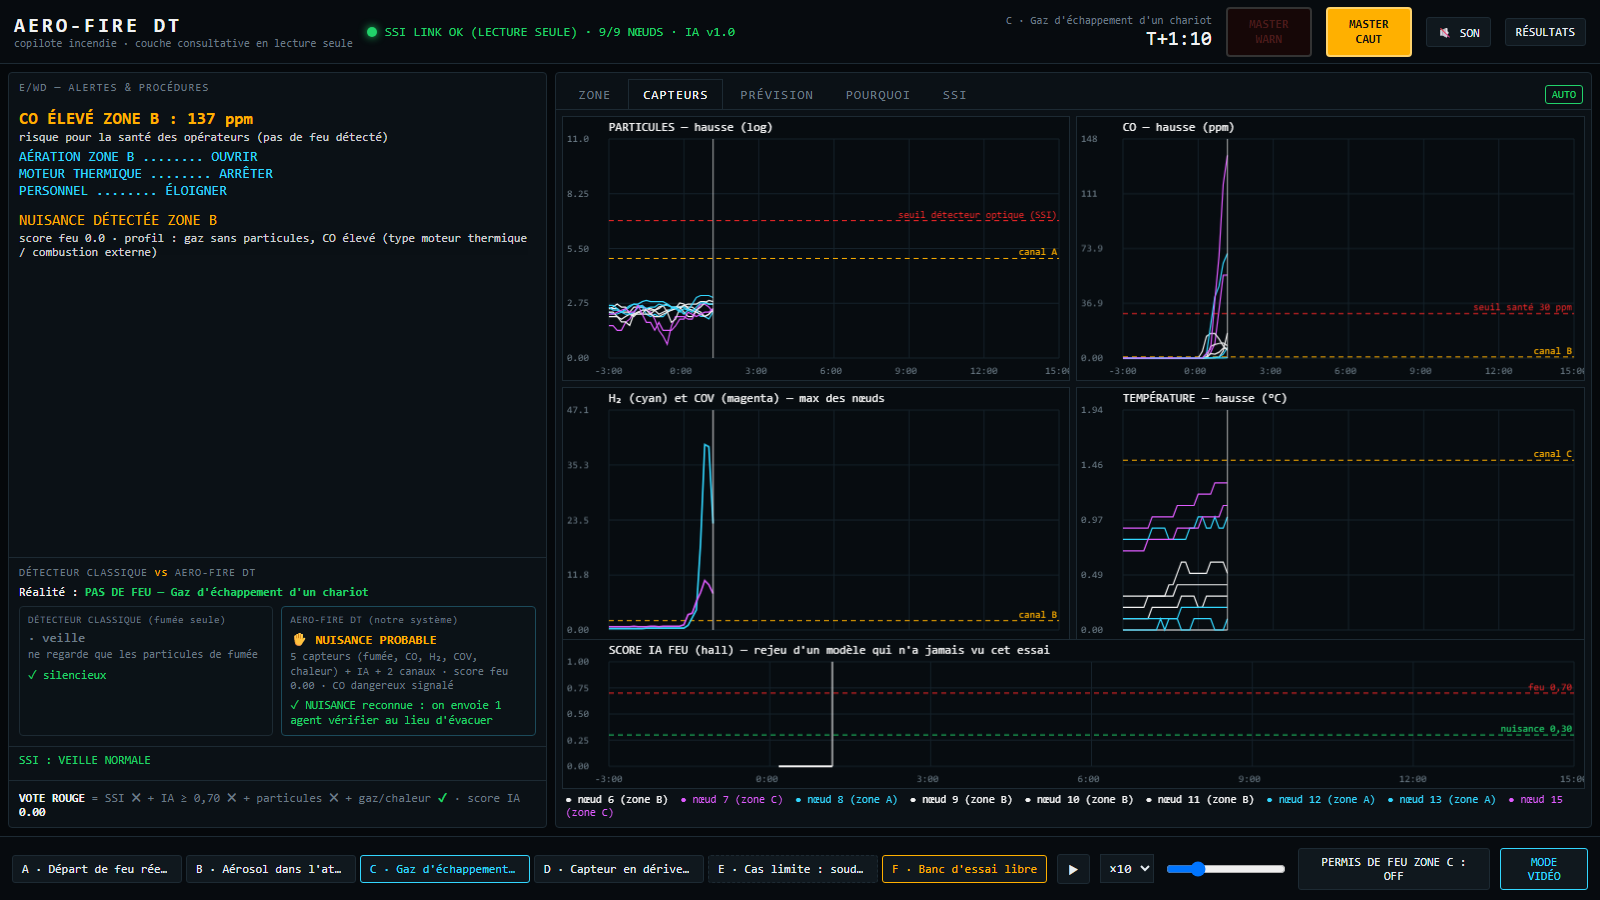 AERO-FIRE DT
copilote incendie · couche consultative en lecture seule
SSI LINK OK (LECTURE SEULE) · 9/9 NŒUDS · IA v1.0
C · Gaz d'échappement d'un chariot
T+1:10
MASTER
WARN
MASTER
CAUT
SON
RÉSULTATS
E/WD — ALERTES & PROCÉDURES
CO ÉLEVÉ ZONE B : 137 ppm
risque pour la santé des opérateurs (pas de feu détecté)
AÉRATION ZONE B ........ OUVRIR
MOTEUR THERMIQUE ........ ARRÊTER
PERSONNEL ........ ÉLOIGNER
NUISANCE DÉTECTÉE ZONE B
score feu 0.0 · profil : gaz sans particules, CO élevé (type moteur thermique
/ combustion externe)
DÉTECTEUR CLASSIQUE vs AERO-FIRE DT
Réalité : PAS DE FEU — Gaz d'échappement d'un chariot
DÉTECTEUR CLASSIQUE (fumée seule)
· veille
ne regarde que les particules de fumée
✓ silencieux
AERO-FIRE DT (notre système)
✋ NUISANCE PROBABLE
5 capteurs (fumée, CO, H₂, COV,
chaleur) + IA + 2 canaux · score feu
0.00 · CO dangereux signalé
✓ NUISANCE reconnue : on envoie 1
agent vérifier au lieu d'évacuer
SSI : VEILLE NORMALE
VOTE ROUGE = SSI ✕ + IA ≥ 0,70 ✕ + particules ✕ + gaz/chaleur ✓ · score IA
0.00
ZONE
CAPTEURS
PRÉVISION
POURQUOI
SSI
AUTO
PARTICULES — hausse (log)
11.0
8.25
5.50
2.75
0.00
seuil détecteur optique (SSI)
canal A
-3:00 0:00 3:00 6:00 9:00 12:00 15:00
CO — hausse (ppm)
148
111
73.9
36.9
0.00
seuil santé 30 ppm
canal B
-3:00 0:00 3:00 6:00 9:00 12:00 15:00
H₂ (cyan) et COV (magenta) — max des nœuds
47.1
35.3
23.5
11.8
0.00
canal B
TEMPÉRATURE — hausse (°C)
1.94
1.46
0.97
0.49
0.00
canal C
SCORE IA FEU (hall) — rejeu d'un modèle qui n'a jamais vu cet essai
1.00
0.75
0.50
0.25
0.00
feu 0,70
nuisance 0,30
-3:00 0:00 3:00 6:00 9:00 12:00 15:00
● nœud 6 (zone B) ● nœud 7 (zone C) ● nœud 8 (zone A) ● nœud 9 (zone B) ● nœud 10 (zone B) ● nœud 11 (zone B) ● nœud 12 (zone A) ● nœud 13 (zone A) ● nœud 15
(zone C)
A · Départ de feu rée…
B · Aérosol dans l'at…
C · Gaz d'échappement…
D · Capteur en dérive…
E · Cas limite : soud…
F · Banc d'essai libre
x10
PERMIS DE FEU ZONE C :
OFF
MODE
VIDÉO